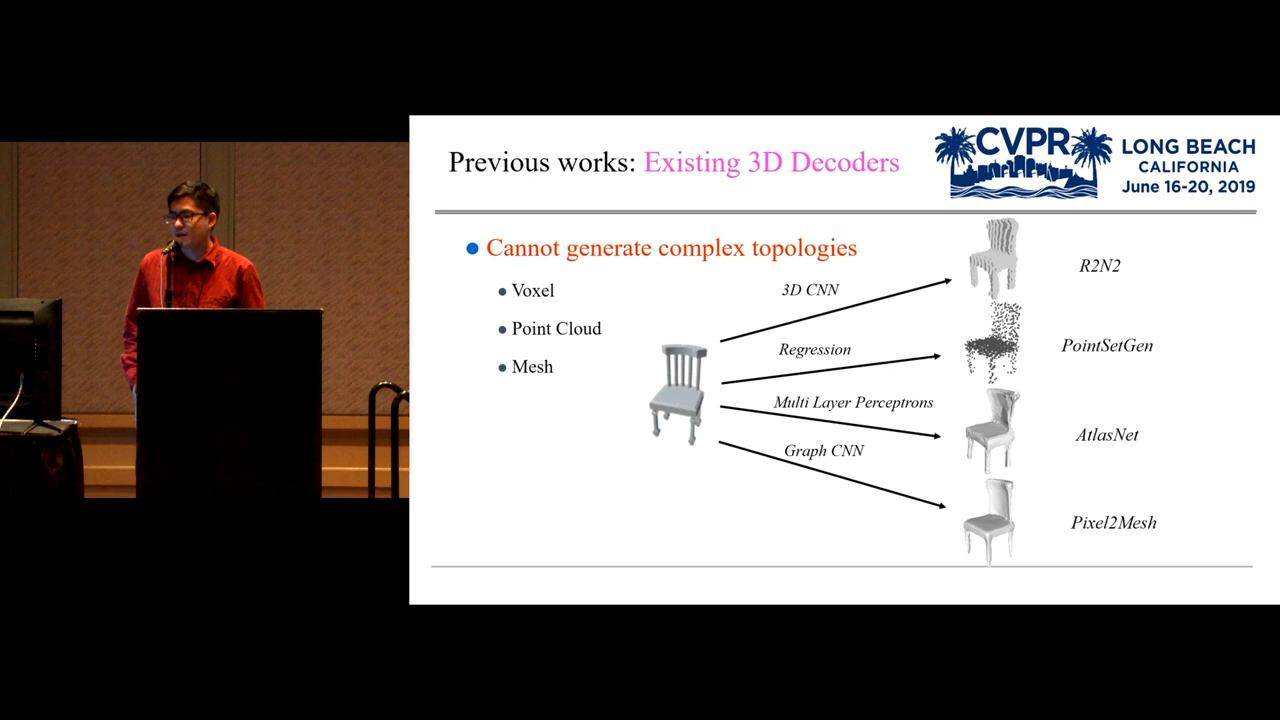 Previous works: Existing 3D Decoders
CVPR
LONG BEACH
CALIFORNIA
June 16-20, 2019
● Cannot generate complex topologies
● Voxel
● Point Cloud
● Mesh
3D CNN
R2N2
Regression
PointSetGen
Multi Layer Perceptrons
AtlasNet
Graph CNN
Pixel2Mesh